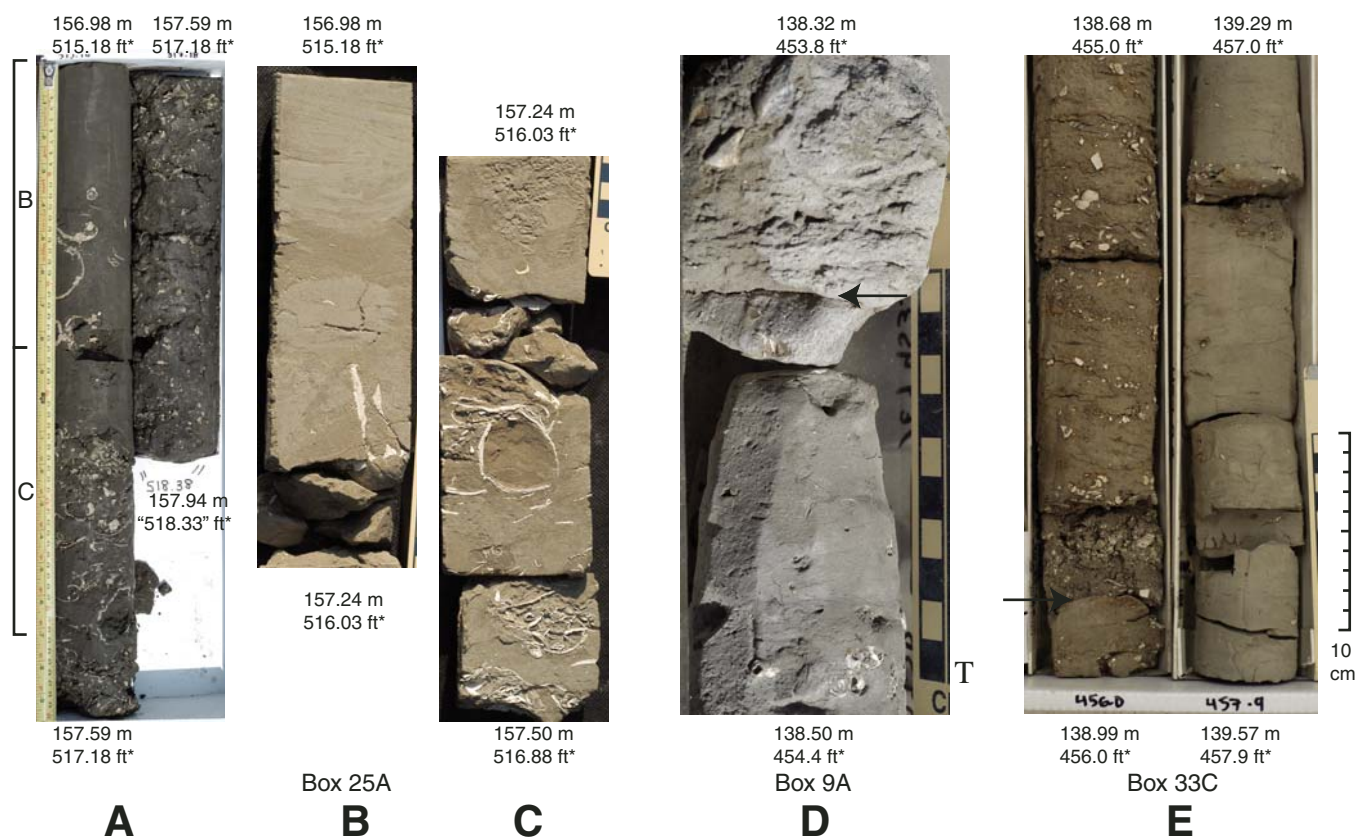 156.98 m
515.18 ft*
157.59 m
517.18 ft*
B
C
518.38
157.94 m
“518.33” ft*
157.59 m
517.18 ft*
A
156.98 m
515.18 ft*
157.24 m
516.03 ft*
Box 25A
B
157.24 m
516.03 ft*
157.50 m
516.88 ft*
C
138.32 m
453.8 ft*
C
T
138.50 m
454.4 ft*
Box 9A
D
138.68 m
455.0 ft*
139.29 m
457.0 ft*
10
cm
456.0
457.9
138.99 m
456.0 ft*
139.57 m
457.9 ft*
Box 33C
E